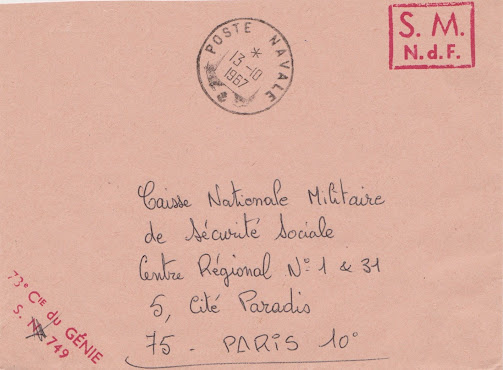 S. M.
N.d.F.
POSTE NAVALE
13-10
1967
Caisse Nationale Militaire
de Sécurité Sociale
Centre Régional N° 1 & 31
5, Cité Paradis
75 - PARIS 10°
73° CIE du GÉNIE
S. 749